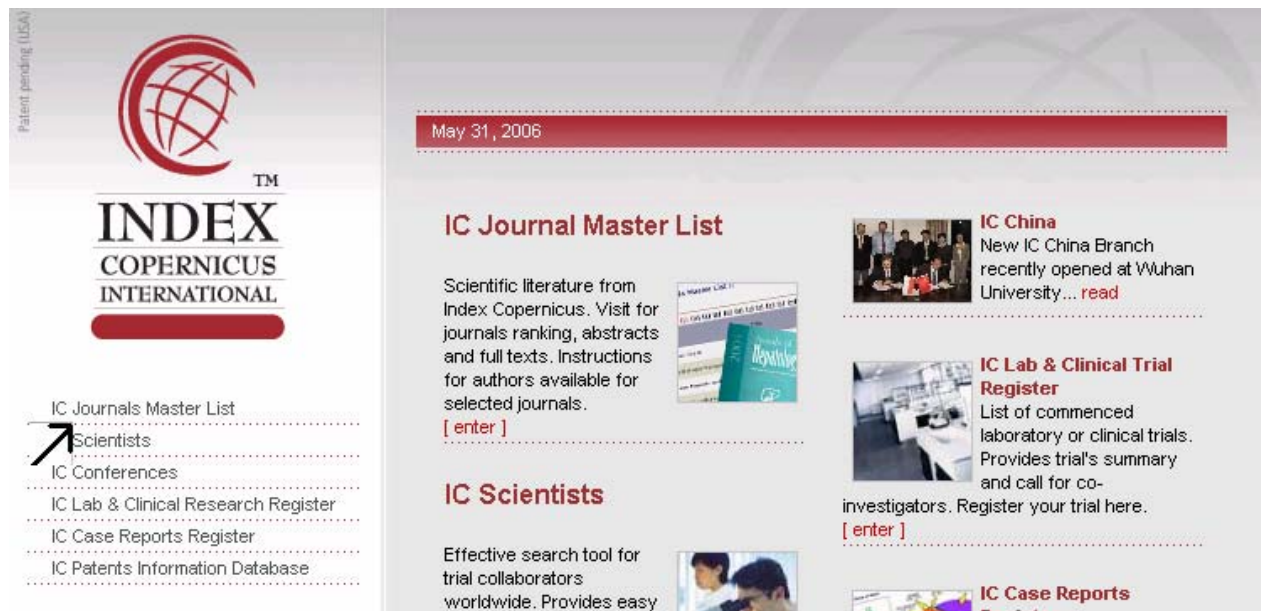 Patent pending (USA)
TM
INDEX
COPERNICUS
INTERNATIONAL
IC Journals Master List
Scientists
IC Conferences
IC Lab & Clinical Research Register
IC Case Reports Register
IC Patents Information Database
May 31, 2006
IC Journal Master List
Scientific literature from
Index Copernicus. Visit for
journals ranking, abstracts
and full texts. Instructions
for authors available for
selected journals.
[ enter ]
IC Scientists
Effective search tool for
trial collaborators
worldwide. Provides easy
IC China
New IC China Branch
recently opened at Wuhan
University... read
IC Lab & Clinical Trial
Register
List of commenced
laboratory or clinical trials.
Provides trial's summary
and call for co-
investigators. Register your trial here.
[ enter ]
IC Case Reports